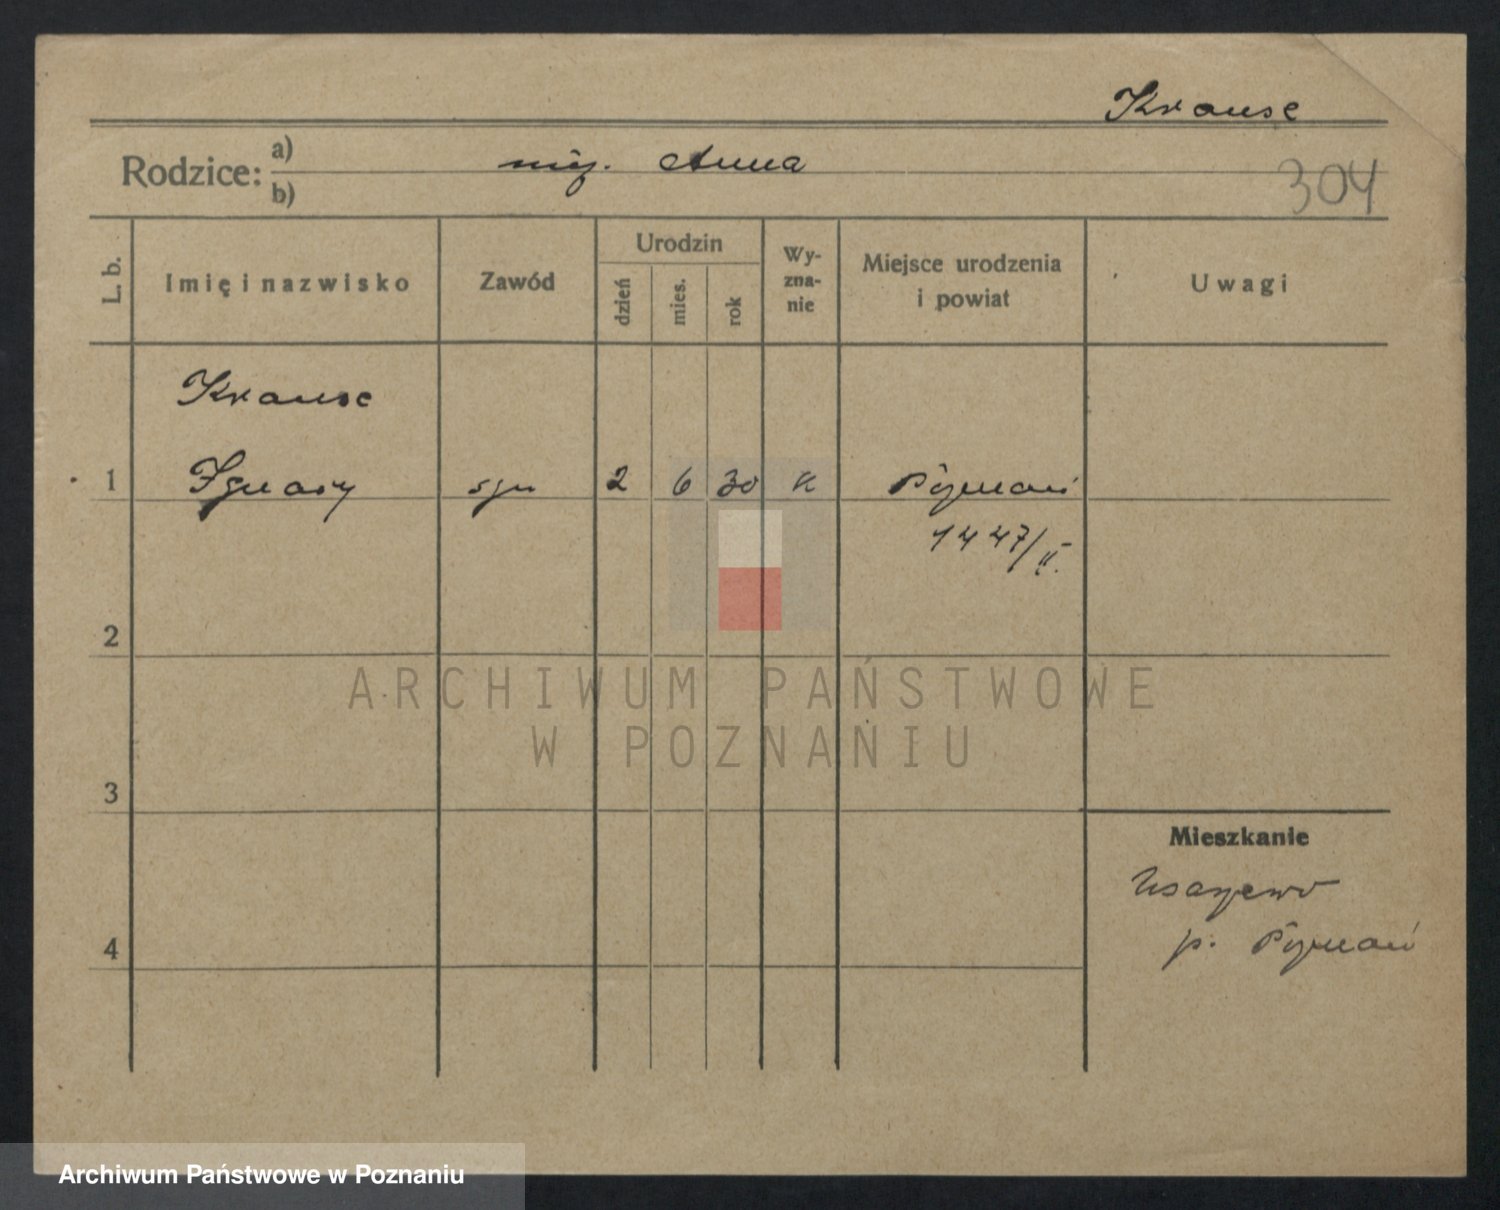 Krause
Rodzice:
a) niez. Anna
b)
304
L. b.
Imię i nazwisko
Zawód
Urodzin
dzień
mies.
rok
Wy-
zna-
nie
Miejsce urodzenia
i powiat
Uwagi
Krause
1 Ignacy syn 2 6 30 K Poznań
1447/II.
2
3
4
Mieszkanie
p. Poznań
ARCHIWUM PAŃSTWOWE
W POZNANIU
Archiwum Państwowe w Poznaniu